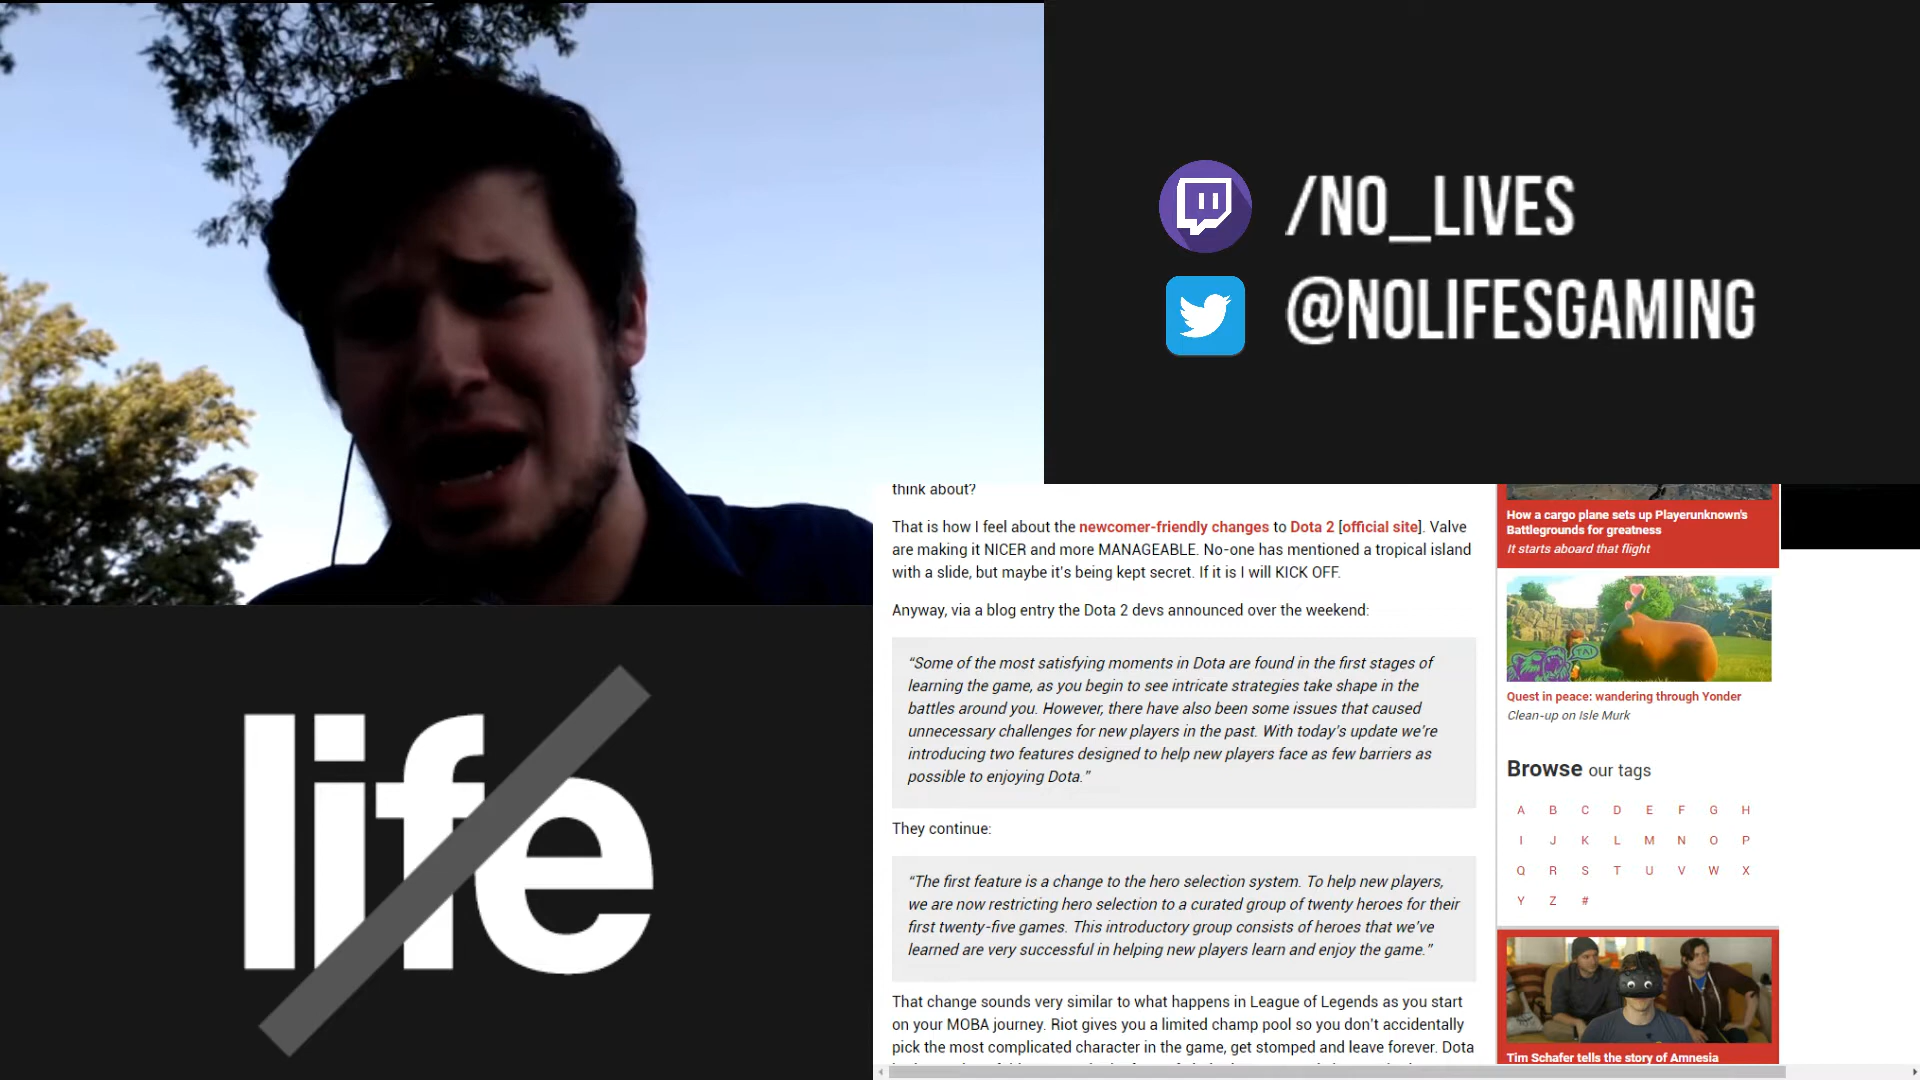 /NO_LIVES
@NOLIFESGAMING
life
think about?
That is how I feel about the newcomer-friendly changes to Dota 2 [official site]. Valve
are making it NICER and more MANAGEABLE. No-one has mentioned a tropical island
with a slide, but maybe it's being kept secret. If it is I will KICK OFF.
Anyway, via a blog entry the Dota 2 devs announced over the weekend:
“Some of the most satisfying moments in Dota are found in the first stages of
learning the game, as you begin to see intricate strategies take shape in the
battles around you. However, there have also been some issues that caused
unnecessary challenges for new players in the past. With today's update we're
introducing two features designed to help new players face as few barriers as
possible to enjoying Dota.”
They continue:
“The first feature is a change to the hero selection system. To help new players,
we are now restricting hero selection to a curated group of twenty heroes for their
first twenty-five games. This introductory group consists of heroes that we've
learned are very successful in helping new players learn and enjoy the game.”
That change sounds very similar to what happens in League of Legends as you start
on your MOBA journey. Riot gives you a limited champ pool so you don't accidentally
pick the most complicated character in the game, get stomped and leave forever. Dota
How a cargo plane sets up Playerunknown's
Battlegrounds for greatness
It starts aboard that flight
TAI
Quest in peace: wandering through Yonder
Clean-up on Isle Murk
Browse our tags
A B C D E F G H
I J K L M N O P
Q R S T U V W X
Y Z #
Tim Schafer tells the story of Amnesia